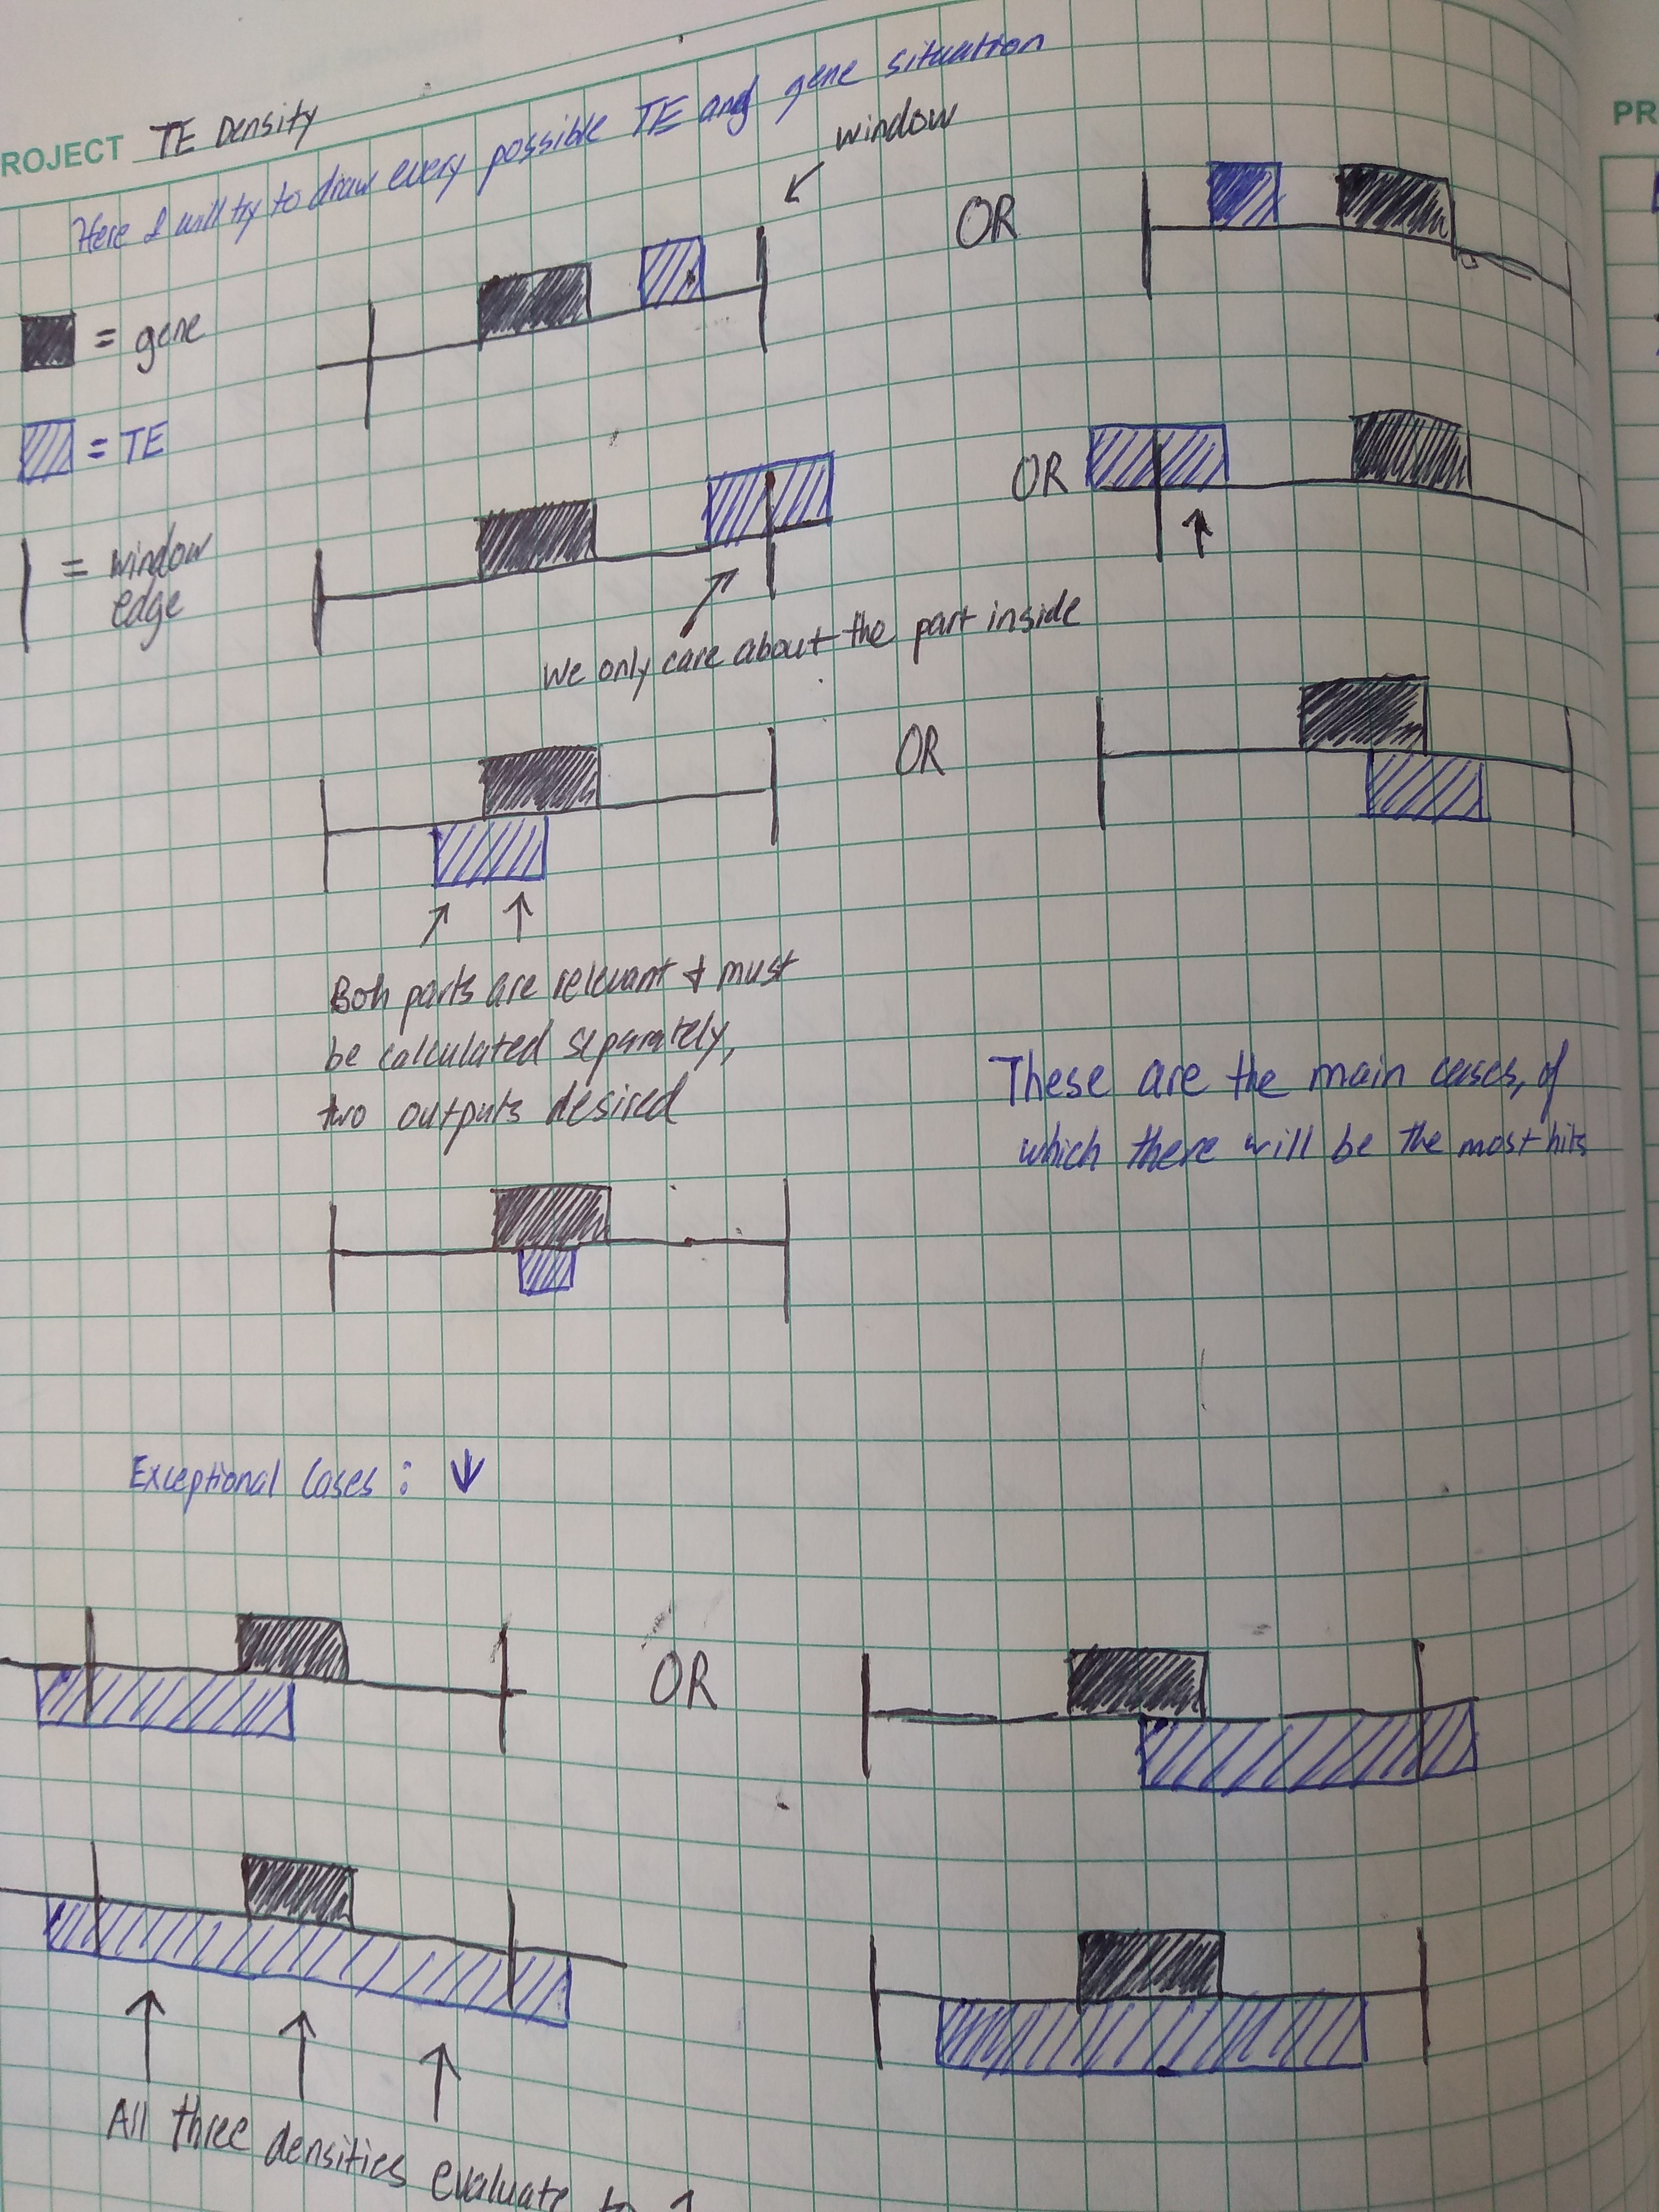 ROJECT TE Density
PR
Here I will try to draw every possible TE and gene situation
window
OR
= gene
= TE
OR
= window
edge
We only care about the part inside
OR
Both parts are relevant & must
be calculated separately,
two outputs desired
These are the main cases, of
which there will be the most hits
Exceptional Cases:
OR
All three densities evaluate to 1